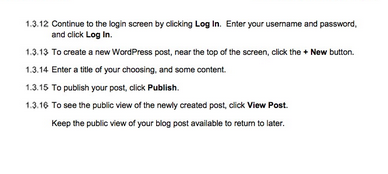 1.3.12 Continue to the login screen by clicking Log In. Enter your username and password,
and click Log In.
1.3.13 To create a new WordPress post, near the top of the screen, click the + New button.
1.3.14 Enter a title of your choosing, and some content.
1.3.15 To publish your post, click Publish.
1.3.16 To see the public view of the newly created post, click View Post.
Keep the public view of your blog post available to return to later.